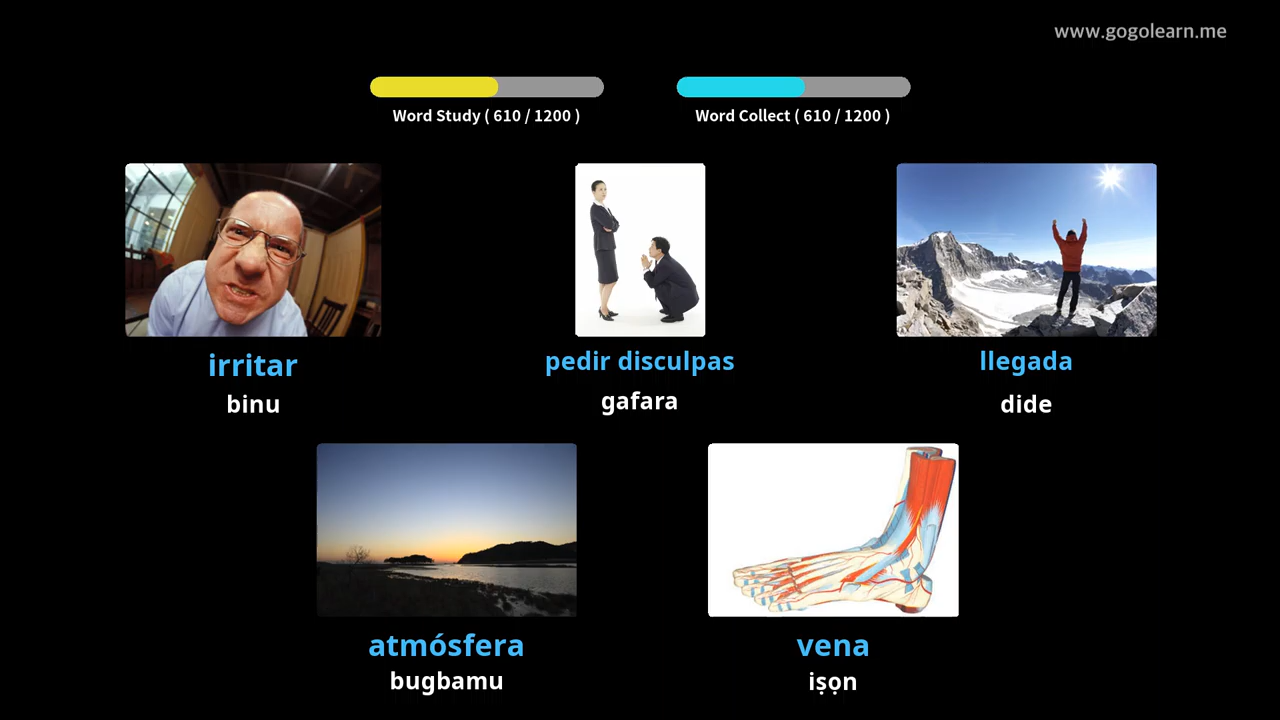 www.gogolearn.me
Word Study ( 610 / 1200 )
Word Collect ( 610 / 1200 )
irritar
binu
pedir disculpas
gafara
llegada
dide
atmósfera
bugbamu
vena
iṣọn